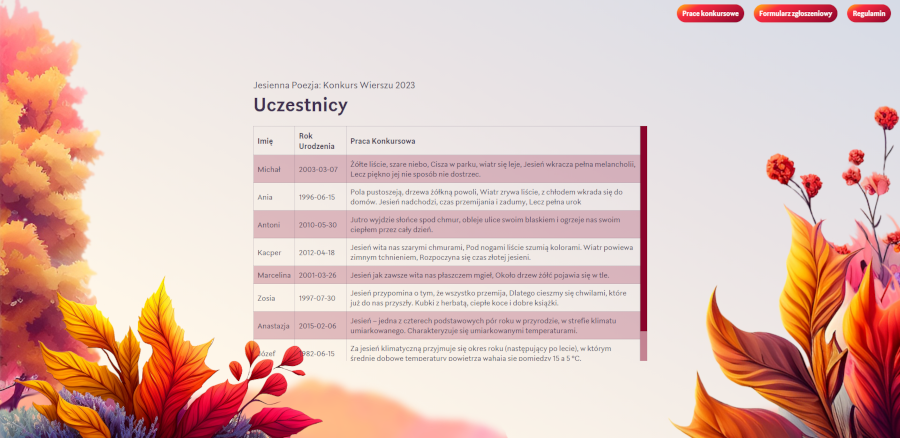 Prace konkursowe
Formularz zgłoszeniowy
Regulamin
Jesienna Poezja: Konkurs Wierszu 2023
Uczestnicy
Imię
Rok
Urodzenia
Praca Konkursowa
Michał
2003-03-07
Żółte liście, szare niebo, Cisza w parku, wiatr się leje, Jesień wkracza pełna melancholii,
Lecz piękno jej nie sposób nie dostrzec.
Ania
1996-06-15
Pola pustoszeją, drzewa żółkną powoli, Wiatr zrywa liście, z chłodem wkrada się do
domów. Jesień nadchodzi, czas przemijania i zadumy, Lecz pełna urok
Antoni
2010-05-30
Jutro wyjdzie słońce spod chmur, obleje ulice swoim blaskiem i ogrzeje nas swoim
ciepłem przez cały dzień.
Kacper
2012-04-18
Jesień wita nas szarymi chmurami, Pod nogami liście szumią kolorami. Wiatr powiewa
zimnym tchnieniem, Rozpoczyna się czas złotej jesieni.
Marcelina
2001-03-26
Jesień jak zawsze wita nas płaszczem mgieł, Około drzew żółć pojawia się w tle.
Zosia
1997-07-30
Jesień przypomina o tym, że wszystko przemija, Dlatego cieszmy się chwilami, które
już do nas przyszły. Kubki z herbatą, ciepłe koce i dobre książki.
Anastazja
2015-02-06
Jesień – jedna z czterech podstawowych pór roku w przyrodzie, w strefie klimatu
umiarkowanego. Charakteryzuje się umiarkowanymi temperaturami.
Józef
982-06-15
Za jesień klimatyczną przyjmuje się okres roku (następujący po lecie), w którym
średnie dobowe temperatury powietrza wahają się pomiędzy 15 a 5 °C.